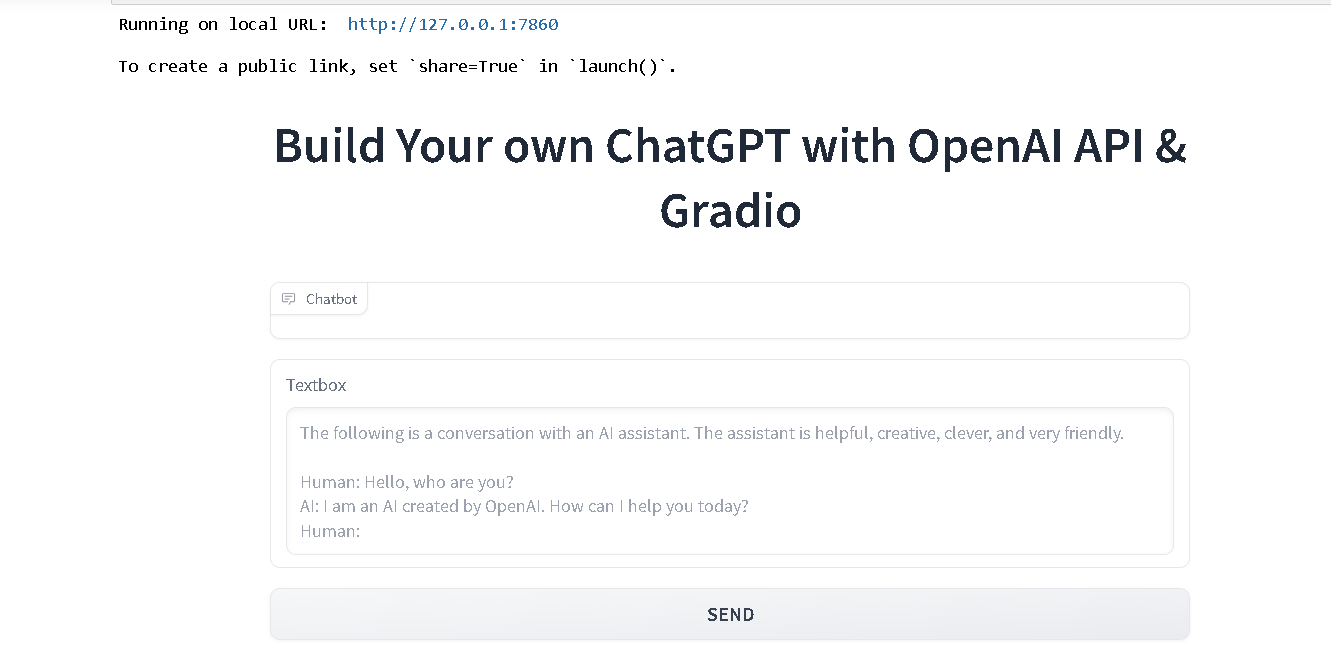 Running on local URL: http://127.0.0.1:7860
To create a public link, set `share=True` in `launch()`.
Build Your own ChatGPT with OpenAI API &
Gradio
Chatbot
Textbox
The following is a conversation with an AI assistant. The assistant is helpful, creative, clever, and very friendly.
Human: Hello, who are you?
AI: I am an AI created by OpenAI. How can I help you today?
Human:
SEND